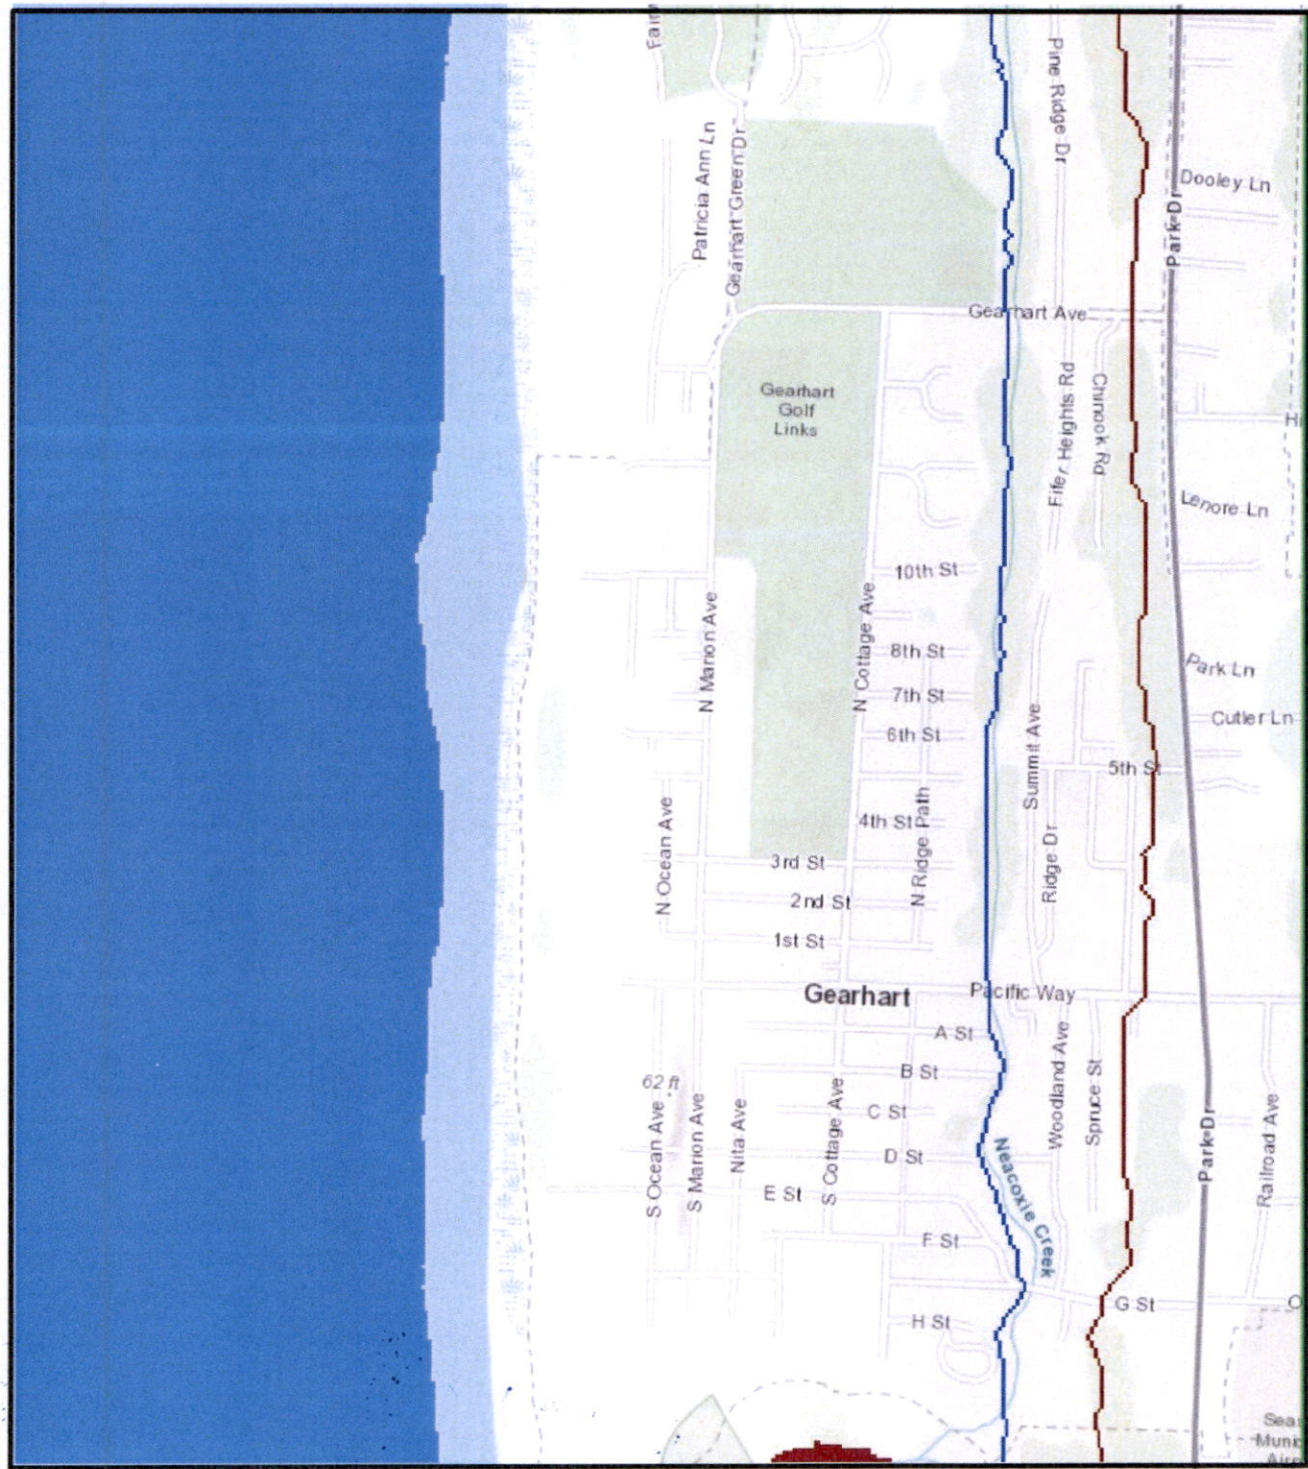 Pine Ridge Dr
Patricia Ann Ln
Gearhart Green Dr
Dooley Ln
Park Dr
Gearhart Ave
Gearhart
Golf
Links
Fifer Heights Rd
Chinook Rd
Lenore Ln
10th St
N Marion Ave
N Cottage Ave
8th St
7th St
6th St
Park Ln
Cutler Ln
Summit Ave
5th St
N Ocean Ave
4th St
N Ridge Path
Ridge Dr
3rd St
2nd St
1st St
Gearhart
Pacific Way
A St
B St
62 ft
C St
Woodland Ave
Spruce St
S Ocean Ave
S Marion Ave
Nita Ave
S Cottage Ave
D St
E St
Neacoxie Creek
Park Dr
Railroad Ave
F St
G St
H St